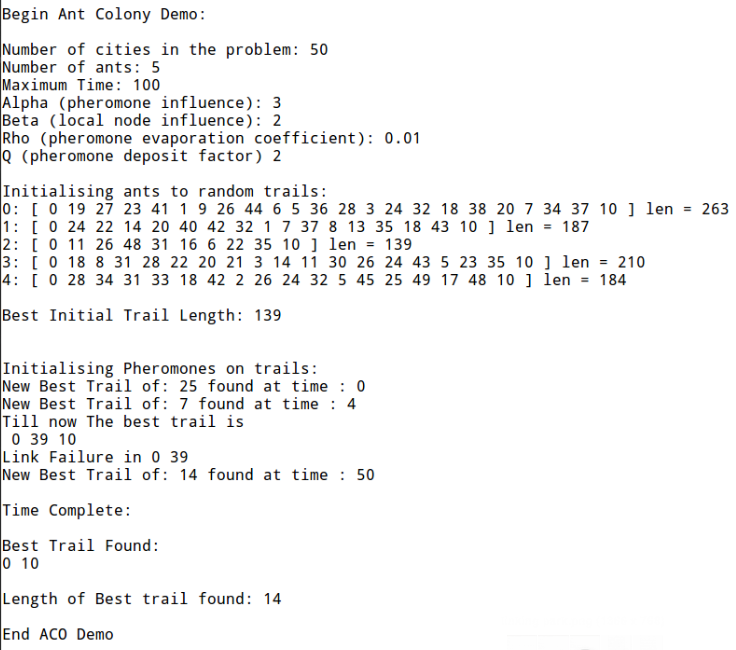 Begin Ant Colony Demo:
Number of cities in the problem: 50
Number of ants: 5
Maximum Time: 100
Alpha (pheromone influence): 3
Beta (local node influence): 2
Rho (pheromone evaporation coefficient): 0.01
Q (pheromone deposit factor) 2
Initialising ants to random trails:
0: [ 0 19 27 23 41 1 9 26 44 6 5 36 28 3 24 32 18 38 20 7 34 37 10 ] len = 263
1: [ 0 24 22 14 20 40 42 32 1 7 37 8 13 35 18 43 10 ] len = 187
2: [ 0 11 26 48 31 16 6 22 35 10 ] len = 139
3: [ 0 18 8 31 28 22 20 21 3 14 11 30 26 24 43 5 23 35 10 ] len = 210
4: [ 0 28 34 31 33 18 42 2 26 24 32 5 45 25 49 17 48 10 ] len = 184
Best Initial Trail Length: 139
Initialising Pheromones on trails:
New Best Trail of: 25 found at time : 0
New Best Trail of: 7 found at time : 4
Till now The best trail is
0 39 10
Link Failure in 0 39
New Best Trail of: 14 found at time : 50
Time Complete:
Best Trail Found:
0 10
Length of Best trail found: 14
End ACO Demo